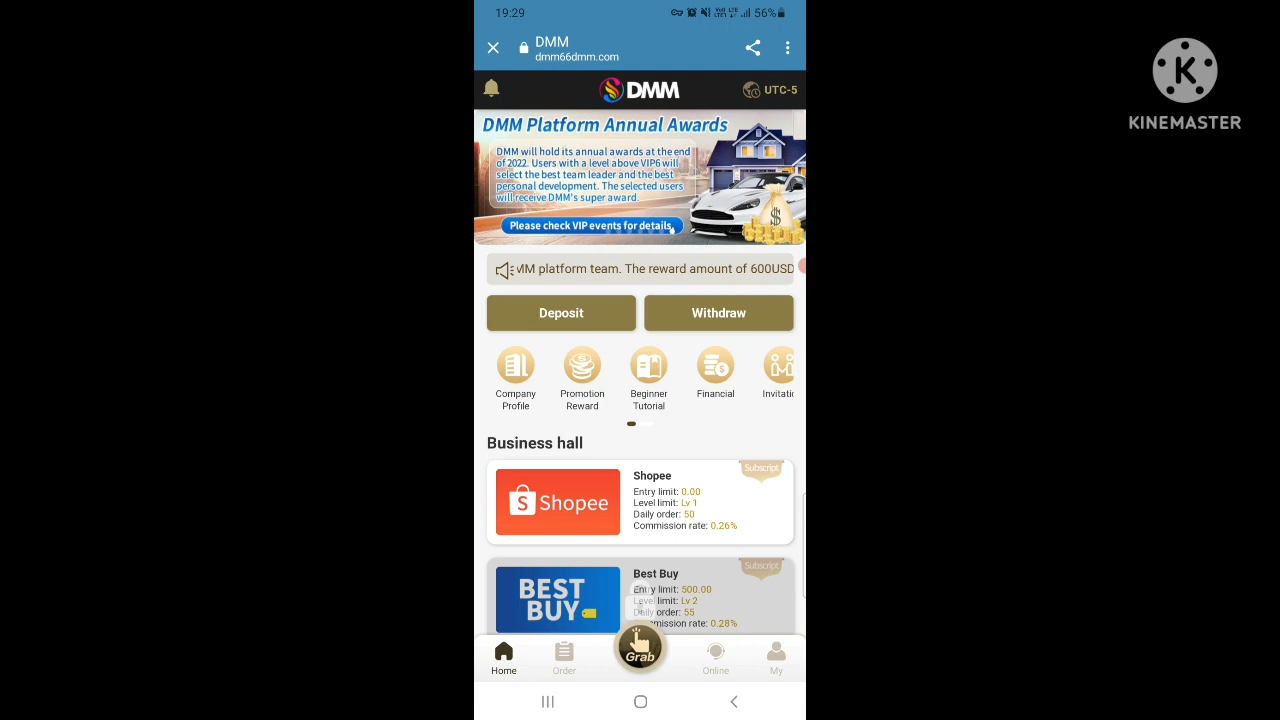 19:29
56%
DMM
dmm66dmm.com
DMM
UTC-5
DMM Platform Annual Awards
DMM will hold its annual awards at the end
of 2022. Users with a level above VIP6 will
select the best team leader and the best
personal development. The selected users
will receive DMM's super award.
Please check VIP events for details
MM platform team. The reward amount of 600USD
Deposit
Withdraw
Company
Profile
Promotion
Reward
Beginner
Tutorial
Financial
Invitatic
Business hall
Shopee
Shopee
Subscript
Entry limit: 0.00
Level limit: Lv 1
Daily order: 50
Commission rate: 0.26%
BEST
BUY
Best Buy
Subscript
Entry limit: 500.00
Level limit: Lv 2
Daily order: 55
Commission rate: 0.28%
Grab
Home
Order
Online
My
K
KINEMASTER